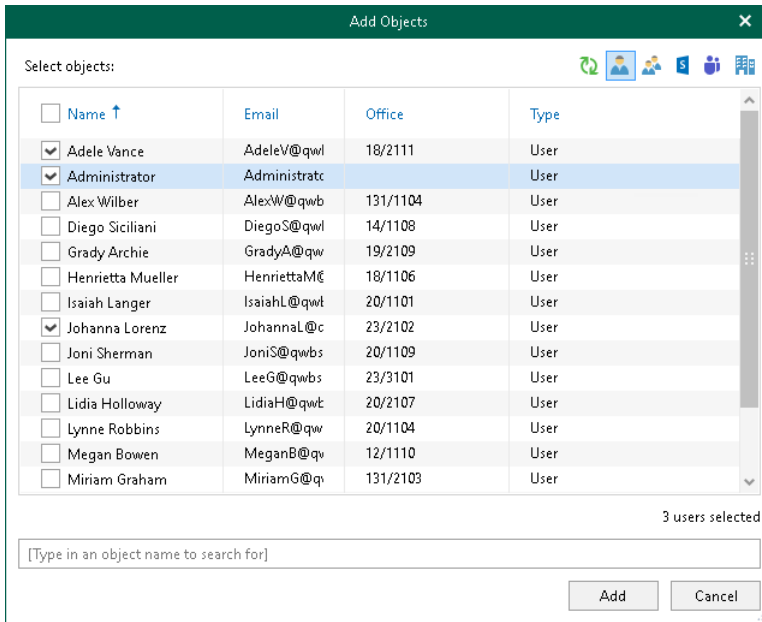 Add Objects
Select objects:
Name Email Office Type
Adele Vance AdeleV@qwl 18/2111 User
Administrator Administratc User
Alex Wilber AlexW@qwb 131/1104 User
Diego Siciliani DiegoS@qwl 14/1108 User
Grady Archie GradyA@qw 19/2109 User
Henrietta Mueller HenriettaM@ 18/1106 User
Isaiah Langer IsaiahL@qwb 20/1101 User
Johanna Lorenz JohannaL@c 23/2102 User
Joni Sherman JoniS@qwbs 20/1109 User
Lee Gu LeeG@qwbs 23/3101 User
Lidia Holloway LidiaH@qwb 20/2107 User
Lynne Robbins LynneR@qw 20/1104 User
Megan Bowen MeganB@qv 12/1110 User
Miriam Graham MiriamG@qv 131/2103 User
3 users selected
[Type in an object name to search for]
Add Cancel